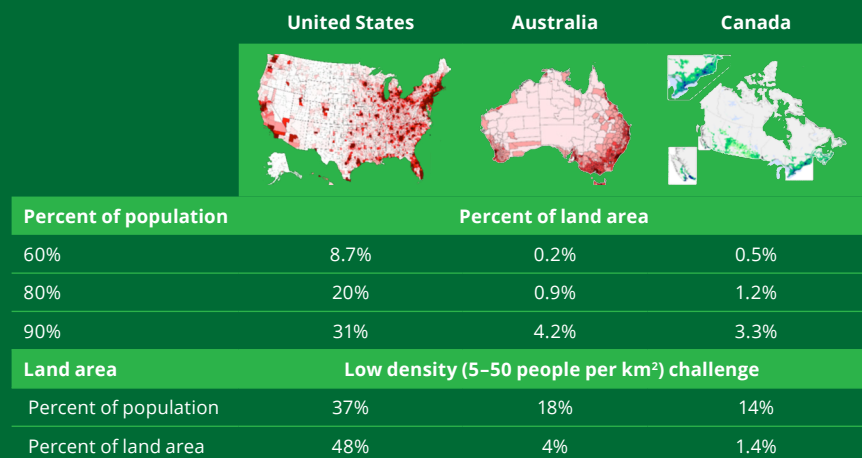 United States Australia Canada
Percent of population Percent of land area
60% 8.7% 0.2% 0.5%
80% 20% 0.9% 1.2%
90% 31% 4.2% 3.3%
Land area Low density (5–50 people per km²) challenge
Percent of population 37% 18% 14%
Percent of land area 48% 4% 1.4%